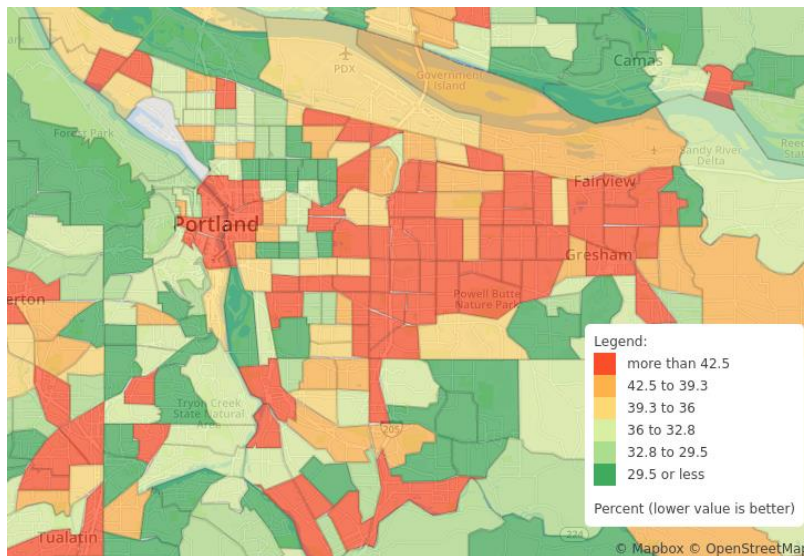 Camas
PDX
Government
Island
Forest Park
Sandy River
Delta
Fairview
Portland
Gresham
erton
Powell Butte
Nature Park
Legend:
more than 42.5
42.5 to 39.3
39.3 to 36
36 to 32.8
32.8 to 29.5
29.5 or less
Percent (lower value is better)
Tryon Creek
State Natural
Area
205
224
Tualatin
© Mapbox © OpenStreetMa